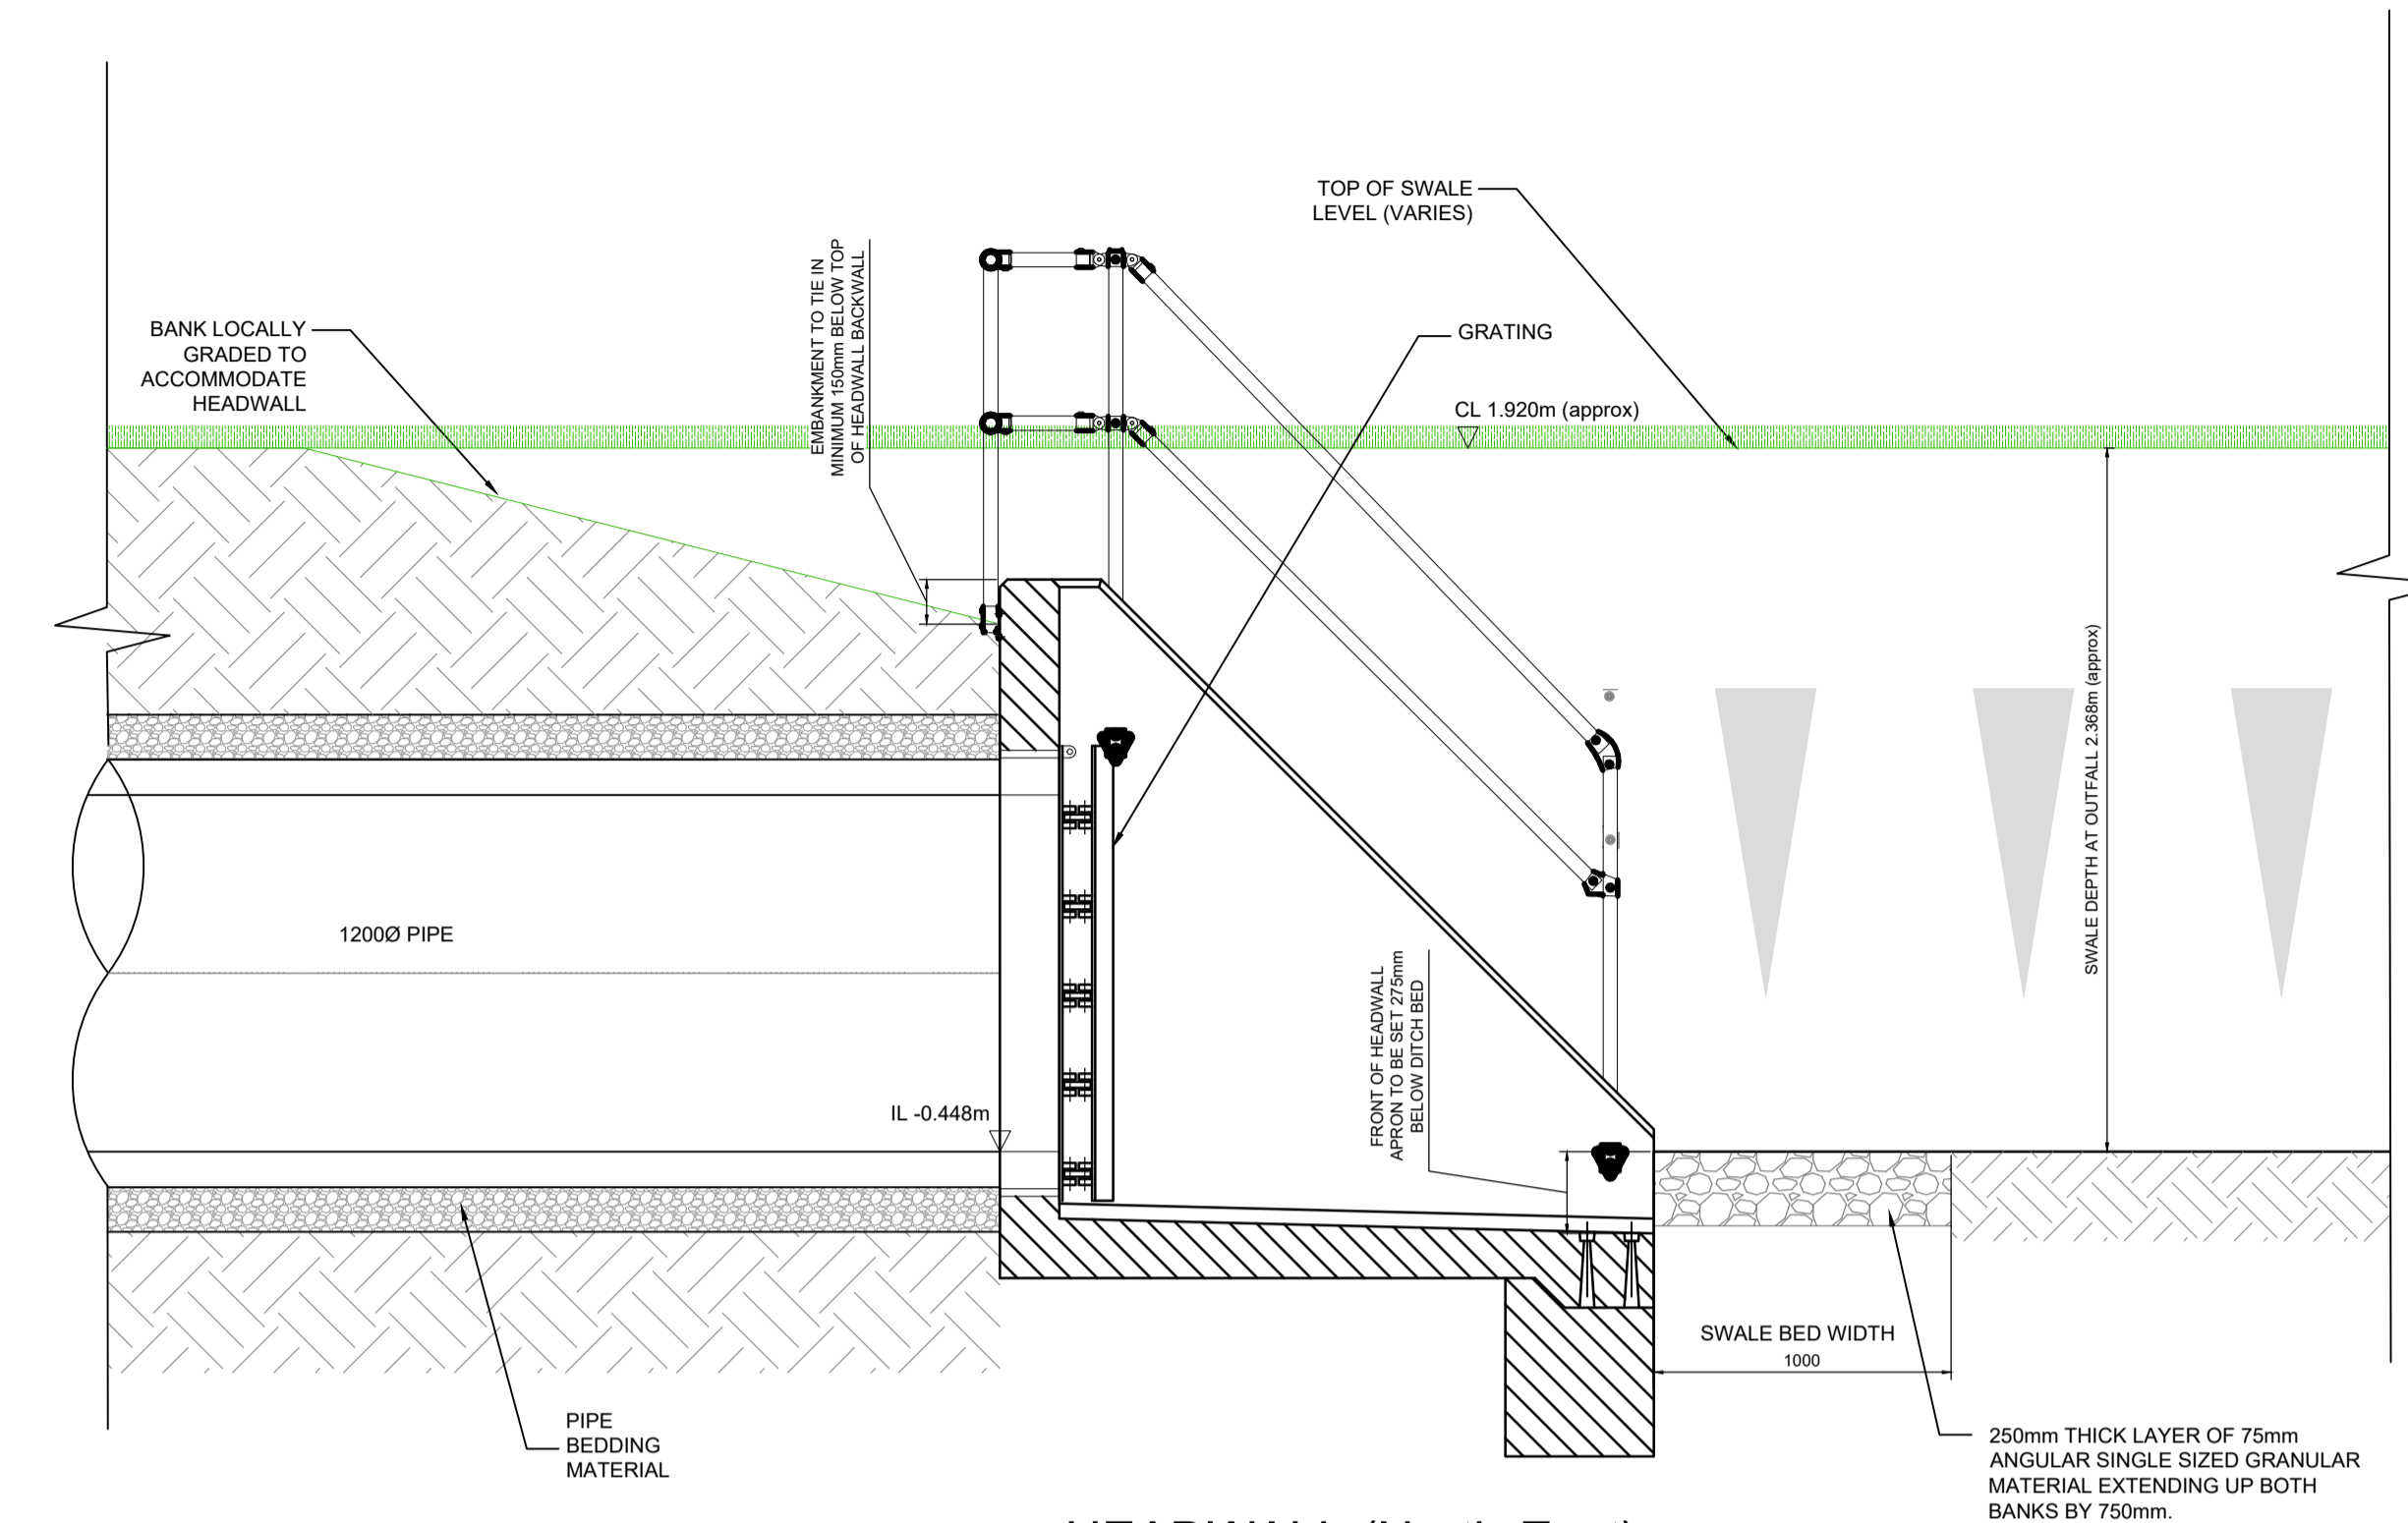 TOP OF SWALE
LEVEL (VARIES)
EMBANKMENT TO TIE IN
MINIMUM 150mm BELOW TOP
OF HEADWALL BACKWALL
BANK LOCALLY
GRADED TO
ACCOMMODATE
HEADWALL
GRATING
CL 1.920m (approx)
SWALE DEPTH AT OUTFALL 2.368m (approx)
1200Ø PIPE
FRONT OF HEADWALL
APRON TO BE SET 275mm
BELOW DITCH BED
IL -0.448m
SWALE BED WIDTH
1000
PIPE
BEDDING
MATERIAL
250mm THICK LAYER OF 75mm
ANGULAR SINGLE SIZED GRANULAR
MATERIAL EXTENDING UP BOTH
BANKS BY 750mm.
HEADWALL (North East)